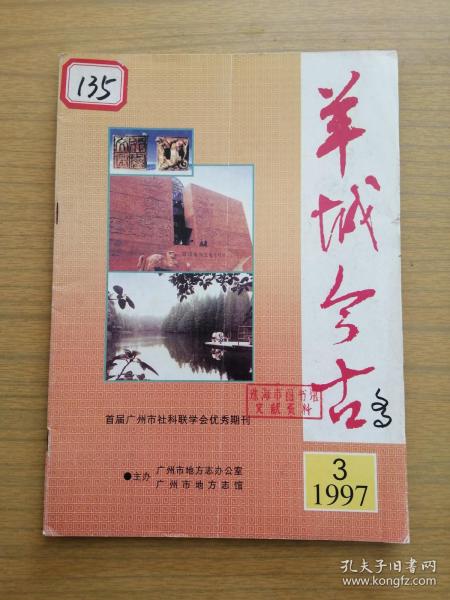 135
羊城今古
珠海市图书馆
文献资料
首届广州市社科联学会优秀期刊
●主办 广州市地方志办公室
广州市地方志馆
3
1997
孔夫子旧书网
www.kongfz.com